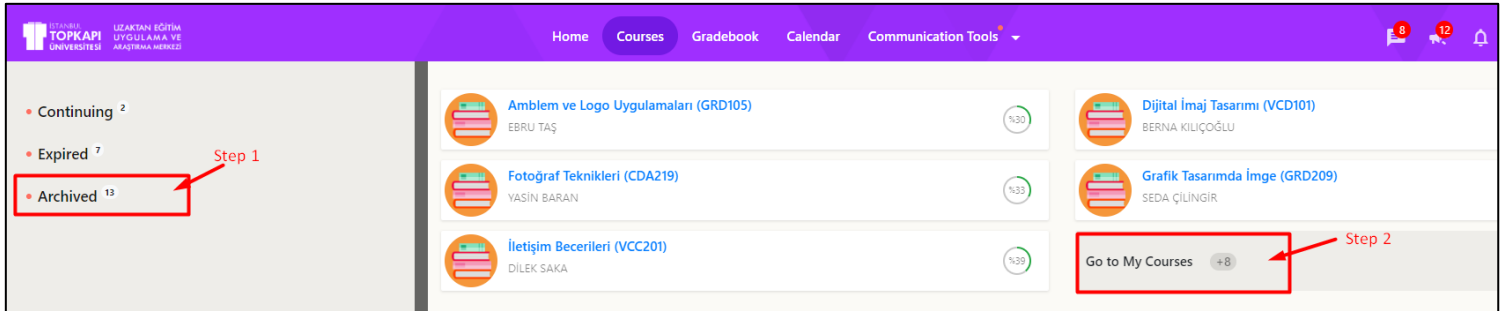 İSTANBUL
TOPKAPI
ÜNİVERSİTESİ
UZAKTAN EĞİTİM
UYGULAMA VE
ARAŞTIRMA MERKEZİ
Home Courses Gradebook Calendar Communication Tools
8 12
Continuing 2
Expired 7
Archived 13
Step 1
Amblem ve Logo Uygulamaları (GRD105)
EBRU TAŞ
%30
Dijital İmaj Tasarımı (VCD101)
BERNA KILIÇOĞLU
Fotoğraf Teknikleri (CDA219)
YASİN BARAN
%33
Grafik Tasarımda İmge (GRD209)
SEDA ÇİLİNGİR
İletişim Becerileri (VCC201)
DİLEK SAKA
%39
Go to My Courses +8
Step 2